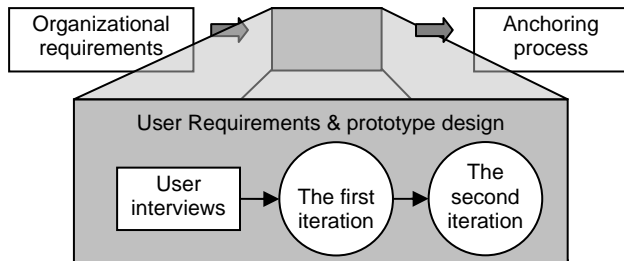 Organizational
requirements
Anchoring
process
User Requirements & prototype design
User
interviews
The first
iteration
The
second
iteration